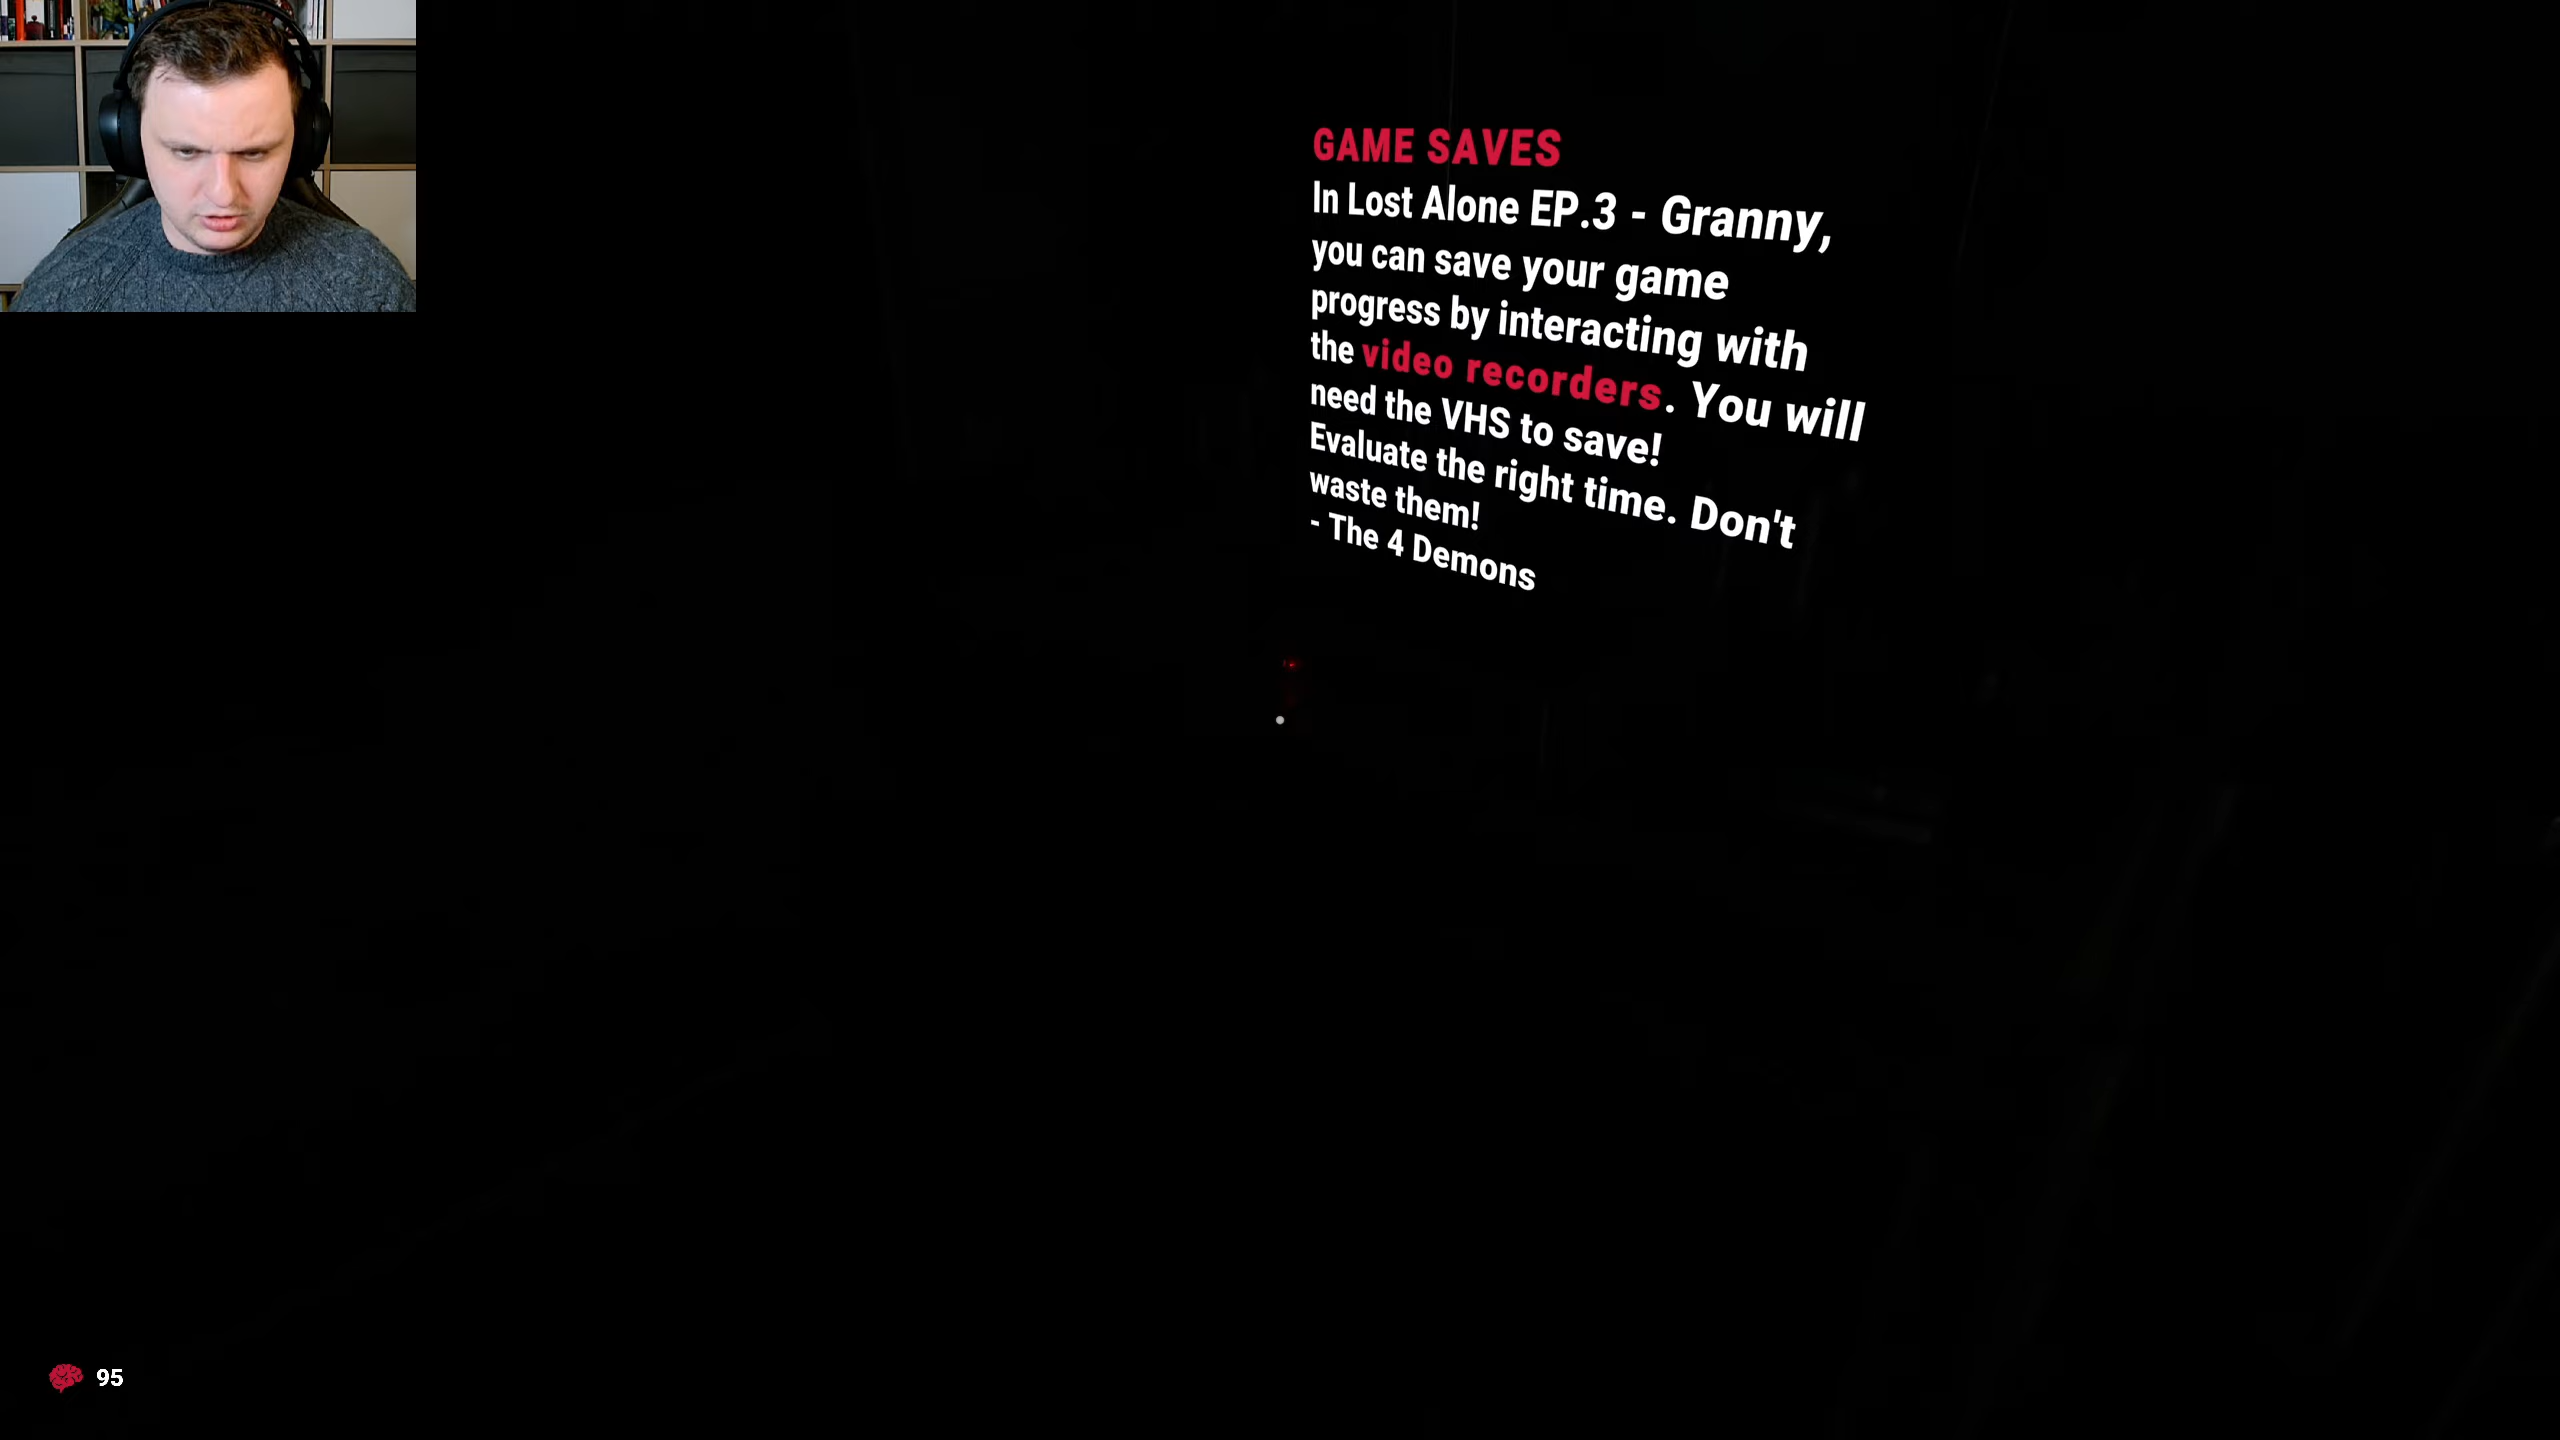 GAME SAVES
In Lost Alone EP.3 - Granny,
you can save your game
progress by interacting with
the video recorders. You will
need the VHS to save!
Evaluate the right time. Don't
waste them!
- The 4 Demons
95